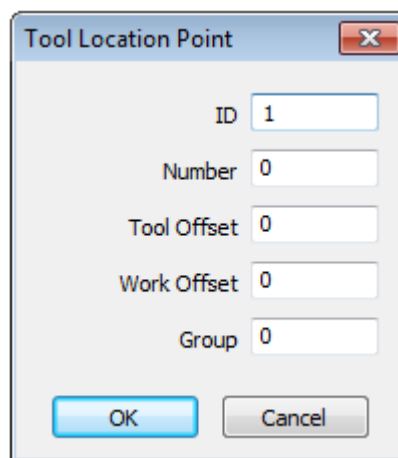 Tool Location Point
ID 1
Number 0
Tool Offset 0
Work Offset 0
Group 0
OK Cancel